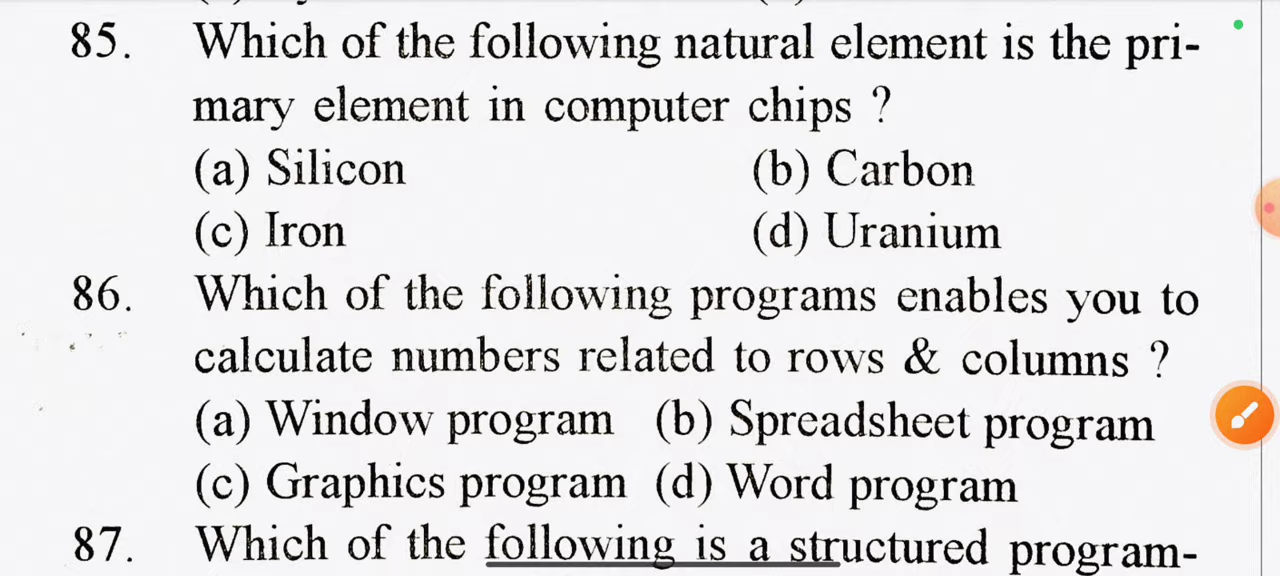 85. Which of the following natural element is the pri-
mary element in computer chips ?
(a) Silicon (b) Carbon
(c) Iron (d) Uranium
86. Which of the following programs enables you to
calculate numbers related to rows & columns ?
(a) Window program (b) Spreadsheet program
(c) Graphics program (d) Word program
87. Which of the following is a structured program-